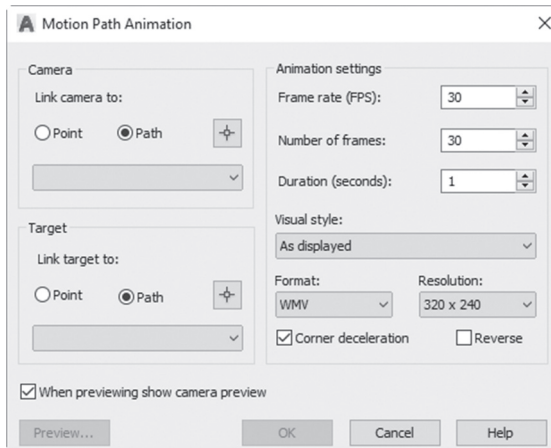 Motion Path Animation
Camera
Link camera to:
Point
Path
Target
Link target to:
Point
Path
Animation settings
Frame rate (FPS): 30
Number of frames: 30
Duration (seconds): 1
Visual style:
As displayed
Format:
WMV
Resolution:
320 x 240
Corner deceleration
Reverse
When previewing show camera preview
Preview...
OK
Cancel
Help